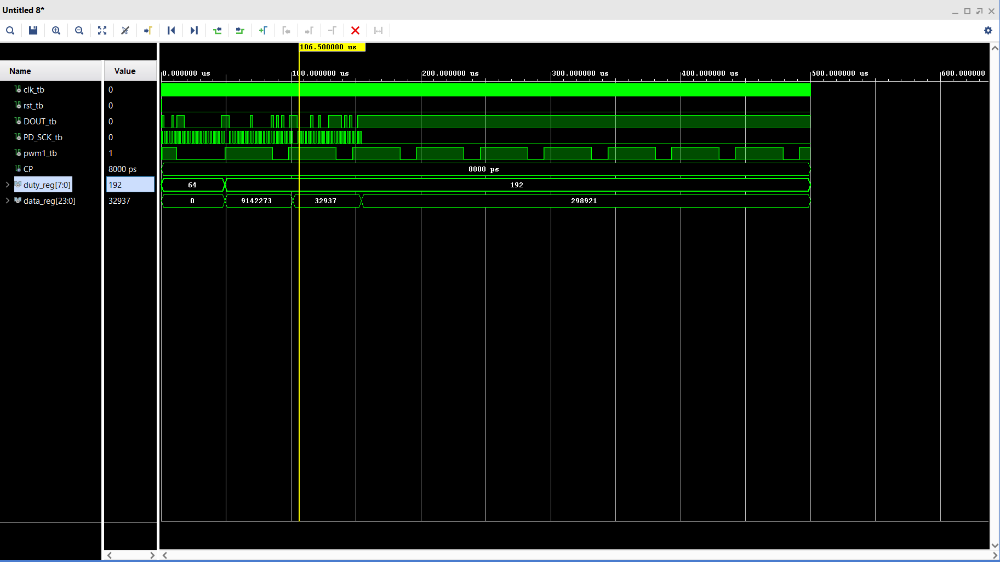 Untitled 8*
106.500000 us
Name Value
0.000000 us 100.000000 us 200.000000 us 300.000000 us 400.000000 us 500.000000 us 600.000000
clk_tb 0
rst_tb 0
DOUT_tb 0
PD_SCK_tb 0
pwm1_tb 1
CP 8000 ps 8000 ps
duty_reg[7:0] 192 64 192
data_reg[23:0] 32937 0 9142273 32937 298921